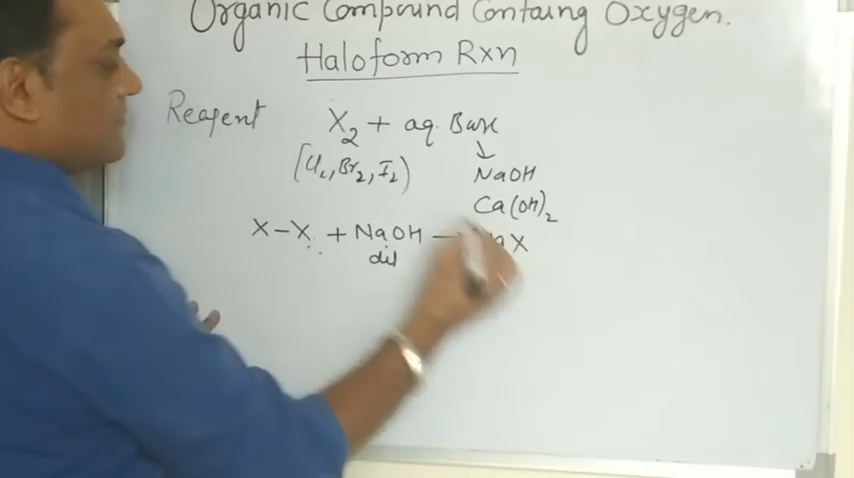 Organic Compound Containg Oxygen.
Haloform Rxn
Reagent X2 + aq. Base
[Cl2, Br2, I2) ↓
NaOH
Ca(OH)2
X-X + NaOH — X
dil